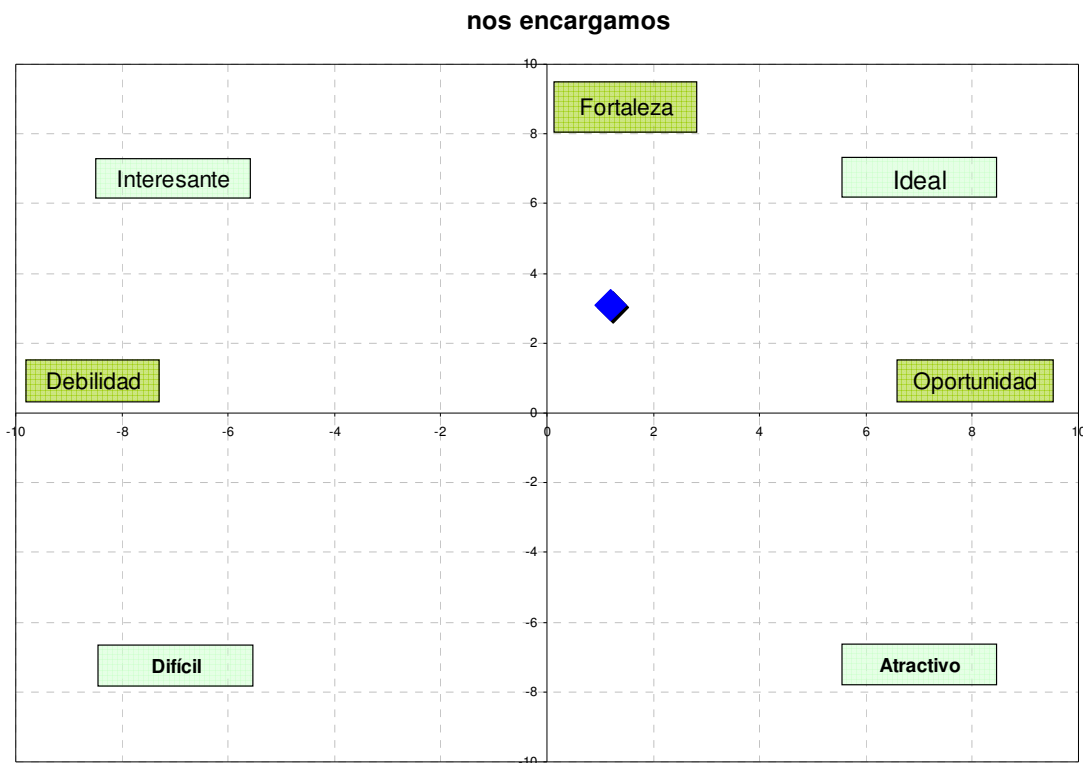 nos encargamos
10
Fortaleza
8
Interesante
Ideal
6
4
2
Debilidad
Oportunidad
0
-10 -8 -6 -4 -2 0 2 4 6 8 10
-2
-4
-6
Difícil
Atractivo
-8
-10